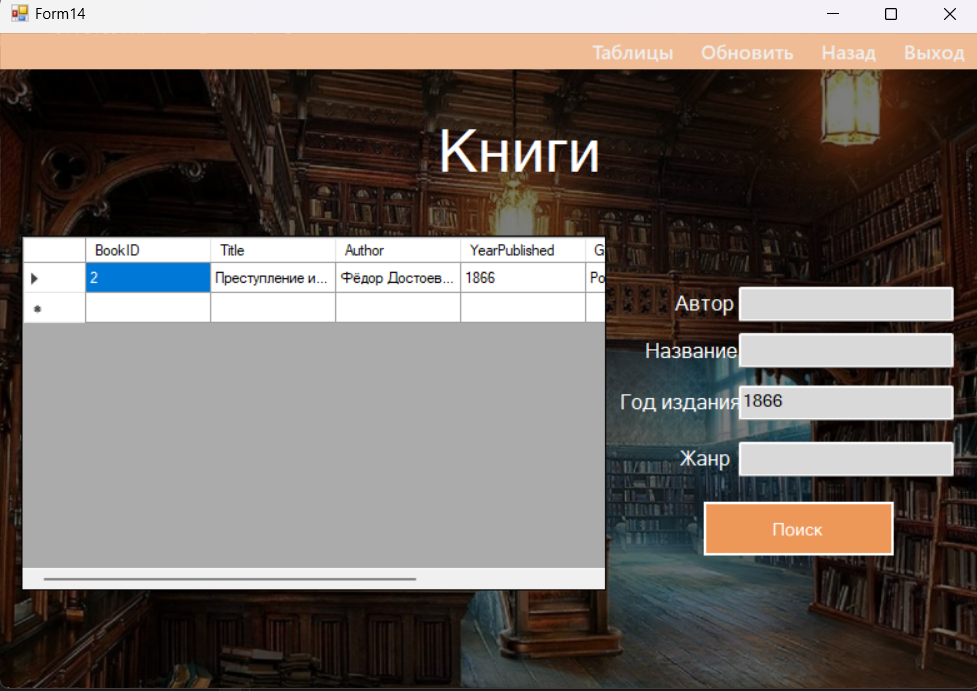 Form14
Таблицы Обновить Назад Выход
Книги
BookID Title Author YearPublished G
2 Преступление и... Фёдор Достоев... 1866 Ро
Автор
Название
Год издания 1866
Жанр
Поиск